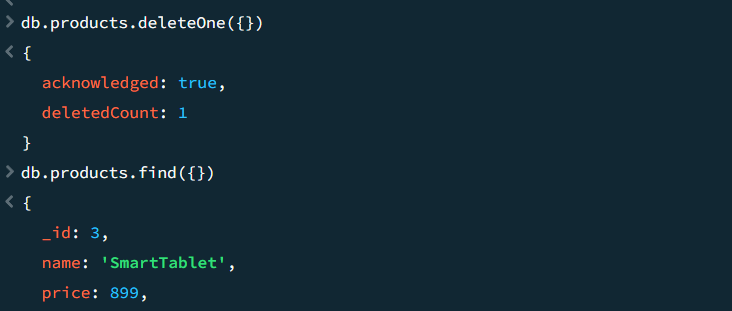 > db.products.deleteOne({})
< {
acknowledged: true,
deletedCount: 1
}
> db.products.find({})
< {
_id: 3,
name: 'SmartTablet',
price: 899,